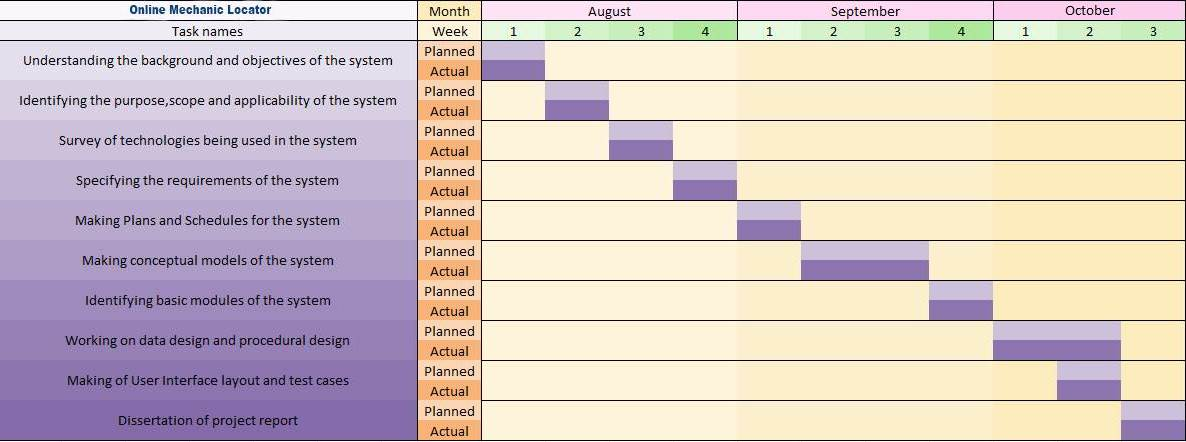 Online Mechanic Locator Month August September October
Task names Week 1 2 3 4 1 2 3 4 1 2 3
Understanding the background and objectives of the system
Planned
Actual
Identifying the purpose,scope and applicability of the system
Planned
Actual
Survey of technologies being used in the system
Planned
Actual
Specifying the requirements of the system
Planned
Actual
Making Plans and Schedules for the system
Planned
Actual
Making conceptual models of the system
Planned
Actual
Identifying basic modules of the system
Planned
Actual
Working on data design and procedural design
Planned
Actual
Making of User Interface layout and test cases
Planned
Actual
Dissertation of project report
Planned
Actual